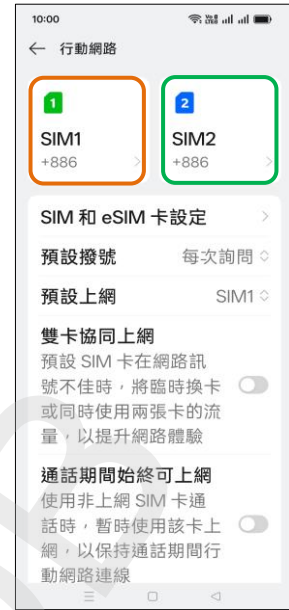 10:00
行動網路
1
2
SIM1
SIM2
+886
+886
SIM 和 eSIM 卡設定
預設撥號 每次詢問
預設上網 SIM1
雙卡協同上網
預設 SIM 卡在網路訊
號不佳時，將臨時換卡
或同時使用兩張卡的流
量，以提升網路體驗
通話期間始終可上網
使用非上網 SIM 卡通
話時，暫時使用該卡上
網，以保持通話期間行
動網路連線